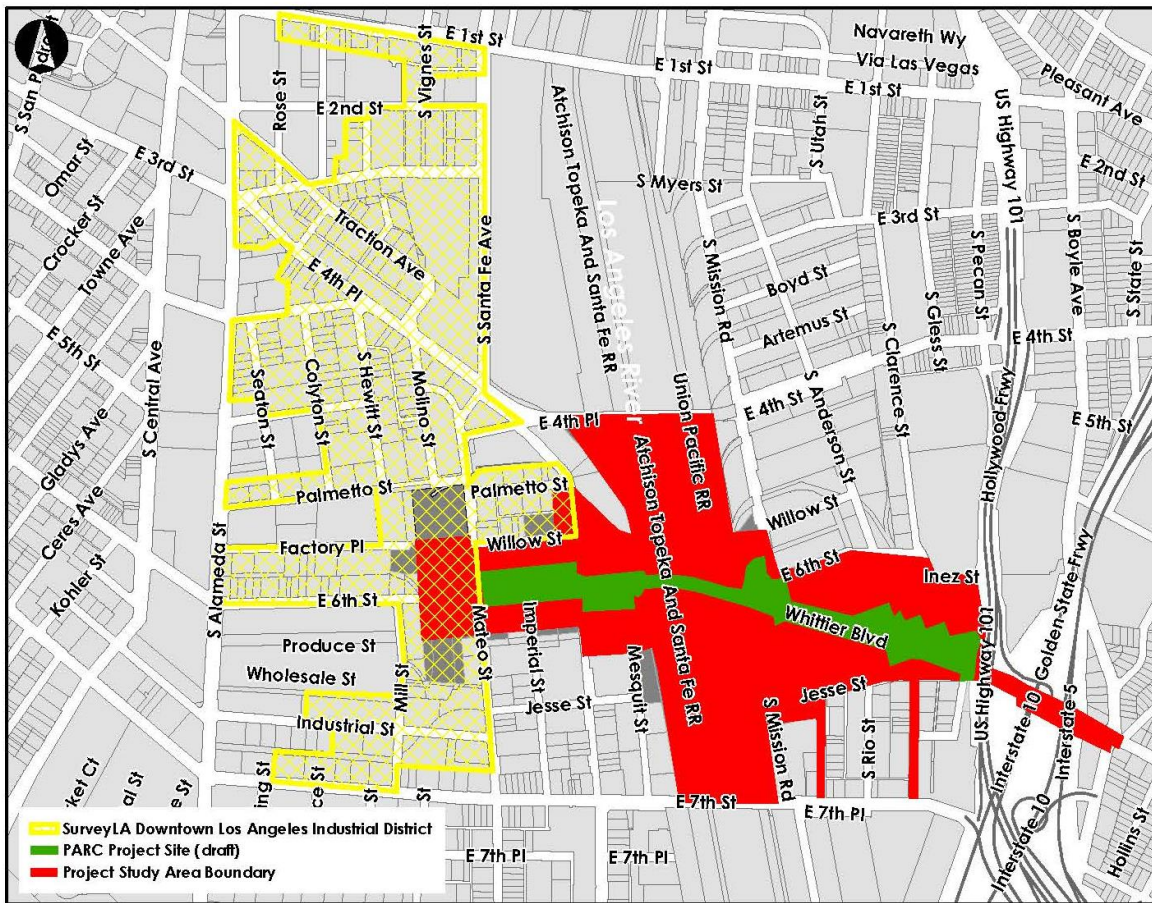 E 1st St
Navareth Wy
Via Las Vegas
E 1st St
E 1st St
Pleasant Ave
S Vignes St
Rose St
E 2nd St
S Utah St
US Highway 101
E 2nd St
Omar St
E 3rd St
Crocker St
Towne Ave
Atchison Topeka And Santa Fe RR
Los Angeles River
S Myers St
E 3rd St
S Mission Rd
S Pecan St
S Boyle Ave
S State St
Traction Ave
E 4th Pl
S Santa Fe Ave
Boyd St
Artemus St
S Gless St
S Clarence St
E 4th St
E 5th St
S Central Ave
Seaton St
Colyton St
S Hewitt St
Molino St
E 4th Pl
Union Pacific RR
E 4th St
S Anderson St
Hollywood Frwy
E 5th St
Gladys Ave
Ceres Ave
Kohler St
Palmetto St
Palmetto St
Atchison Topeka And Santa Fe RR
Willow St
S Alameda St
Factory Pl
Willow St
E 6th St
Inez St
Golden State Frwy
E 6th St
Mateo St
Imperial St
Whittier Blvd
US Highway 101
Produce St
Wholesale St
Mill St
Mesquit St
Jesse St
Jesse St
Industrial St
S Mission Rd
S Rio St
Interstate 10
Interstate 5
E 7th St
E 7th Pl
Interstate 10
Hollins St
E 7th Pl
E 7th Pl
SurveyLA Downtown Los Angeles Industrial District
PARC Project Site (draft)
Project Study Area Boundary